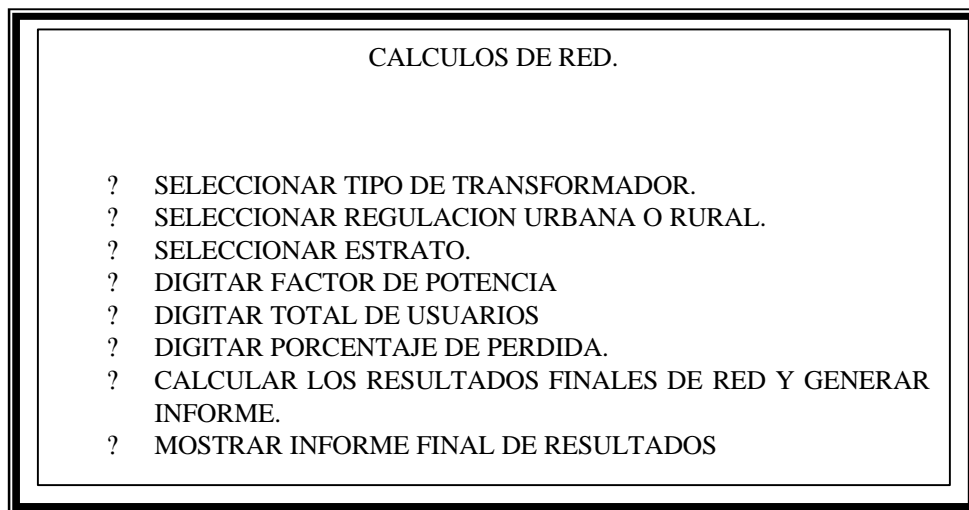 CALCULOS DE RED.
? SELECCIONAR TIPO DE TRANSFORMADOR.
? SELECCIONAR REGULACION URBANA O RURAL.
? SELECCIONAR ESTRATO.
? DIGITAR FACTOR DE POTENCIA
? DIGITAR TOTAL DE USUARIOS
? DIGITAR PORCENTAJE DE PERDIDA.
? CALCULAR LOS RESULTADOS FINALES DE RED Y GENERAR
INFORME.
? MOSTRAR INFORME FINAL DE RESULTADOS